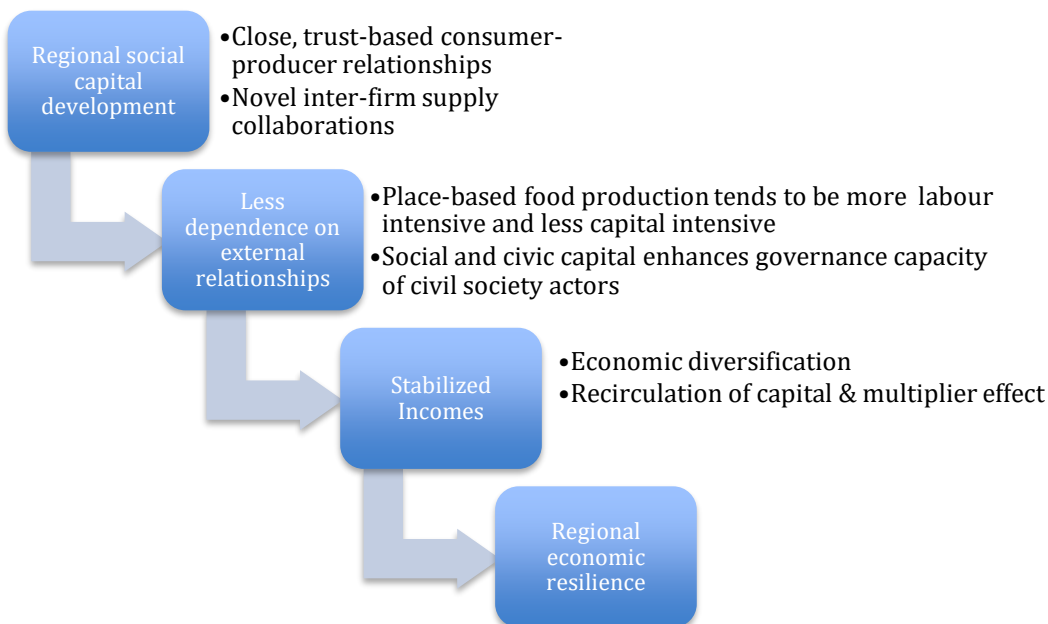 Regional social
capital
development
•Close, trust-based consumer-
producer relationships
•Novel inter-firm supply
collaborations
Less
dependence on
external
relationships
•Place-based food production tends to be more labour
intensive and less capital intensive
•Social and civic capital enhances governance capacity
of civil society actors
Stabilized
Incomes
•Economic diversification
•Recirculation of capital & multiplier effect
Regional
economic
resilience